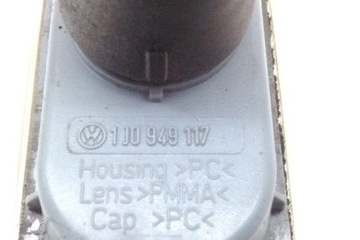 1J0 949 117
Housing >PC<
Lens >PMMA<
Cap >PC<